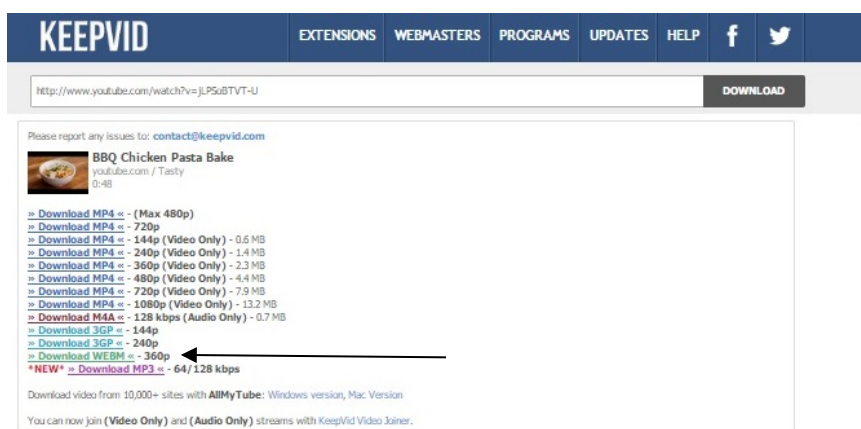 KEEPVID EXTENSIONS WEBMASTERS PROGRAMS UPDATES HELP f
http://www.youtube.com/watch?v=jLPSoBTVT-U DOWNLOAD
Please report any issues to: contact@keepvid.com
BBQ Chicken Pasta Bake
youtube.com / Tasty
0:48
» Download MP4 « - (Max 480p)
» Download MP4 « - 720p
» Download MP4 « - 144p (Video Only) - 0.6 MB
» Download MP4 « - 240p (Video Only) - 1.4 MB
» Download MP4 « - 360p (Video Only) - 2.3 MB
» Download MP4 « - 480p (Video Only) - 4.4 MB
» Download MP4 « - 720p (Video Only) - 7.9 MB
» Download MP4 « - 1080p (Video Only) - 13.2 MB
» Download M4A « - 128 kbps (Audio Only) - 0.7 MB
» Download 3GP « - 144p
» Download 3GP « - 240p
» Download WEBM « - 360p
*NEW* » Download MP3 « - 64/128 kbps
Download video from 10,000+ sites with AllMyTube: Windows version, Mac Version
You can now join (Video Only) and (Audio Only) streams with KeepVid Video Joiner.